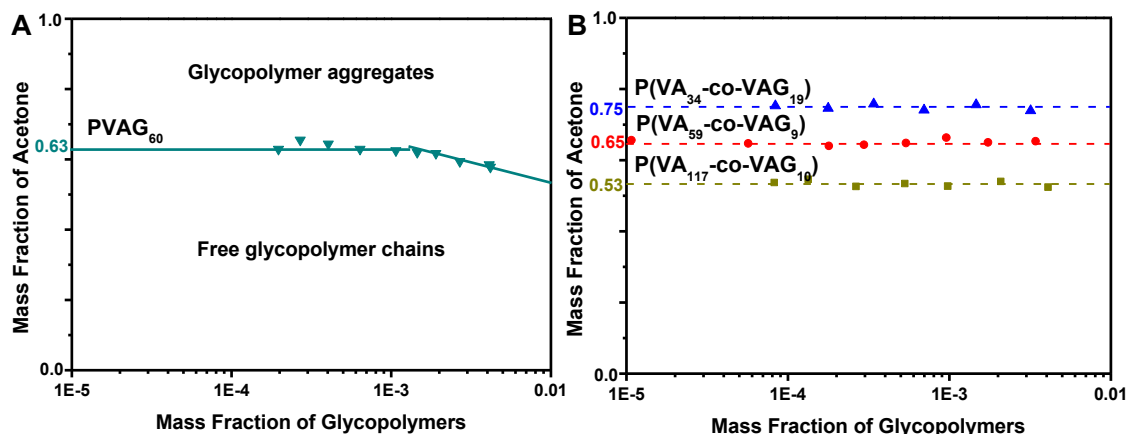 A
1.0
Glycopolymer aggregates
PVAG60
0.63
Free glycopolymer chains
0.0
1E-5
1E-4
1E-3
0.01
Mass Fraction of Acetone
Mass Fraction of Glycopolymers
B
1.0
P(VA34-co-VAG19)
0.75
P(VA59-co-VAG9)
0.65
P(VA117-co-VAG10)
0.53
0.0
1E-5
1E-4
1E-3
0.01
Mass Fraction of Acetone
Mass Fraction of Glycopolymers